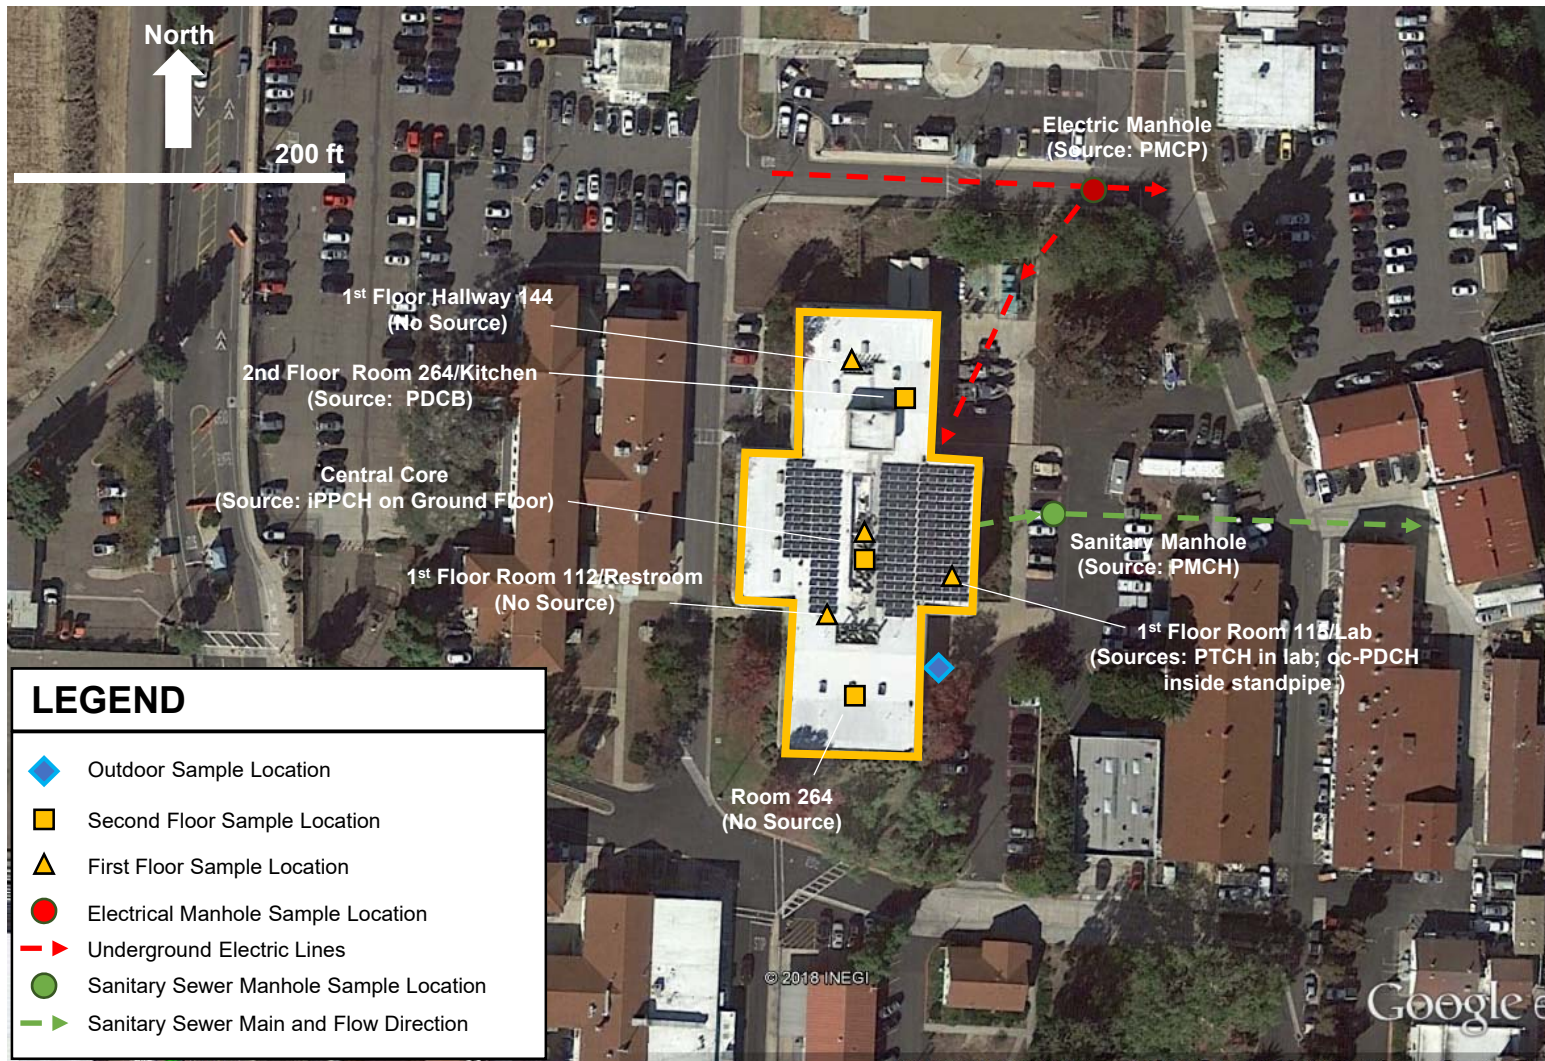 North
200 ft
Electric Manhole
(Source: PMCP)
1st Floor Hallway 144
(No Source)
2nd Floor Room 264/Kitchen
(Source: PDCB)
Central Core
(Source: iPPCH on Ground Floor)
Sanitary Manhole
(Source: PMCH)
1st Floor Room 112/Restroom
(No Source)
1st Floor Room 115/Lab
(Sources: PTCH in lab; oc-PDCH
inside standpipe )
Room 264
(No Source)
LEGEND
Outdoor Sample Location
Second Floor Sample Location
First Floor Sample Location
Electrical Manhole Sample Location
Underground Electric Lines
Sanitary Sewer Manhole Sample Location
Sanitary Sewer Main and Flow Direction
© 2018 INEGI
Google e